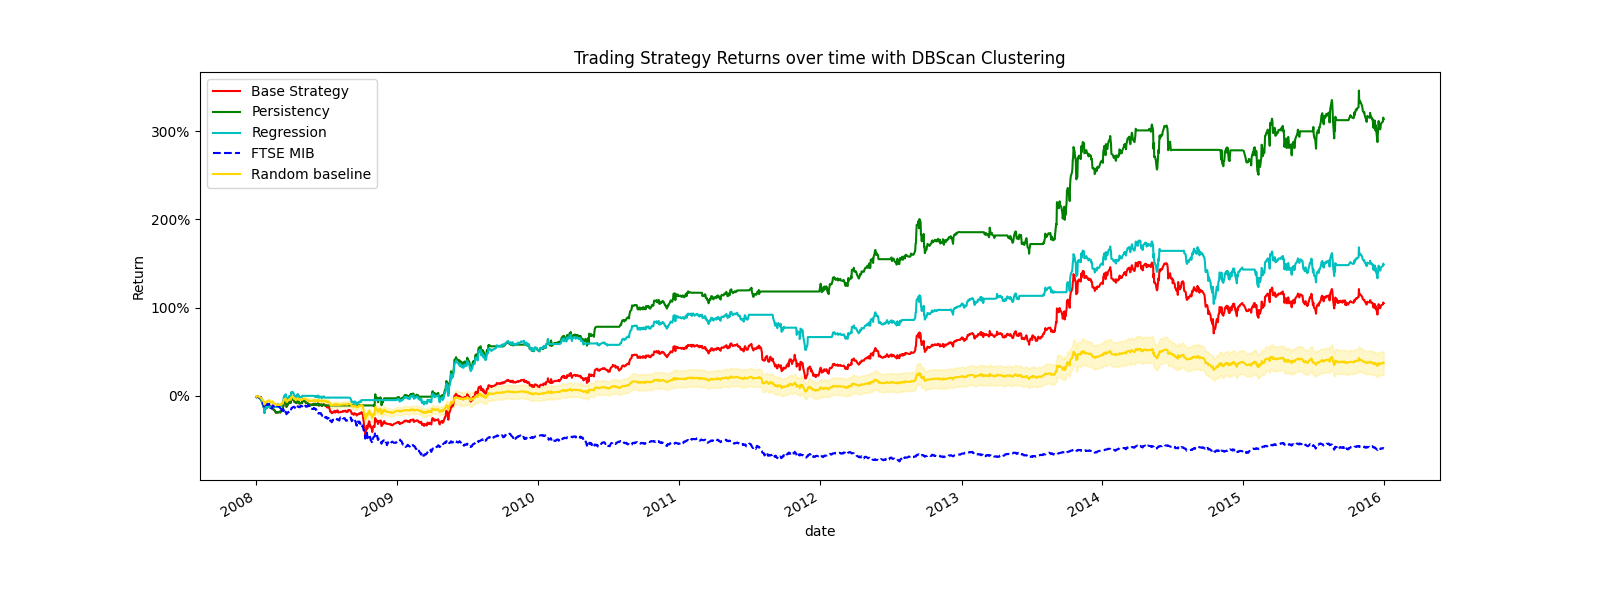 Trading Strategy Returns over time with DBScan Clustering
Base Strategy
Persistency
Regression
FTSE MIB
Random baseline
300%
200%
100%
0%
Return
2008
2009
2010
2011
2012
2013
2014
2015
2016
date